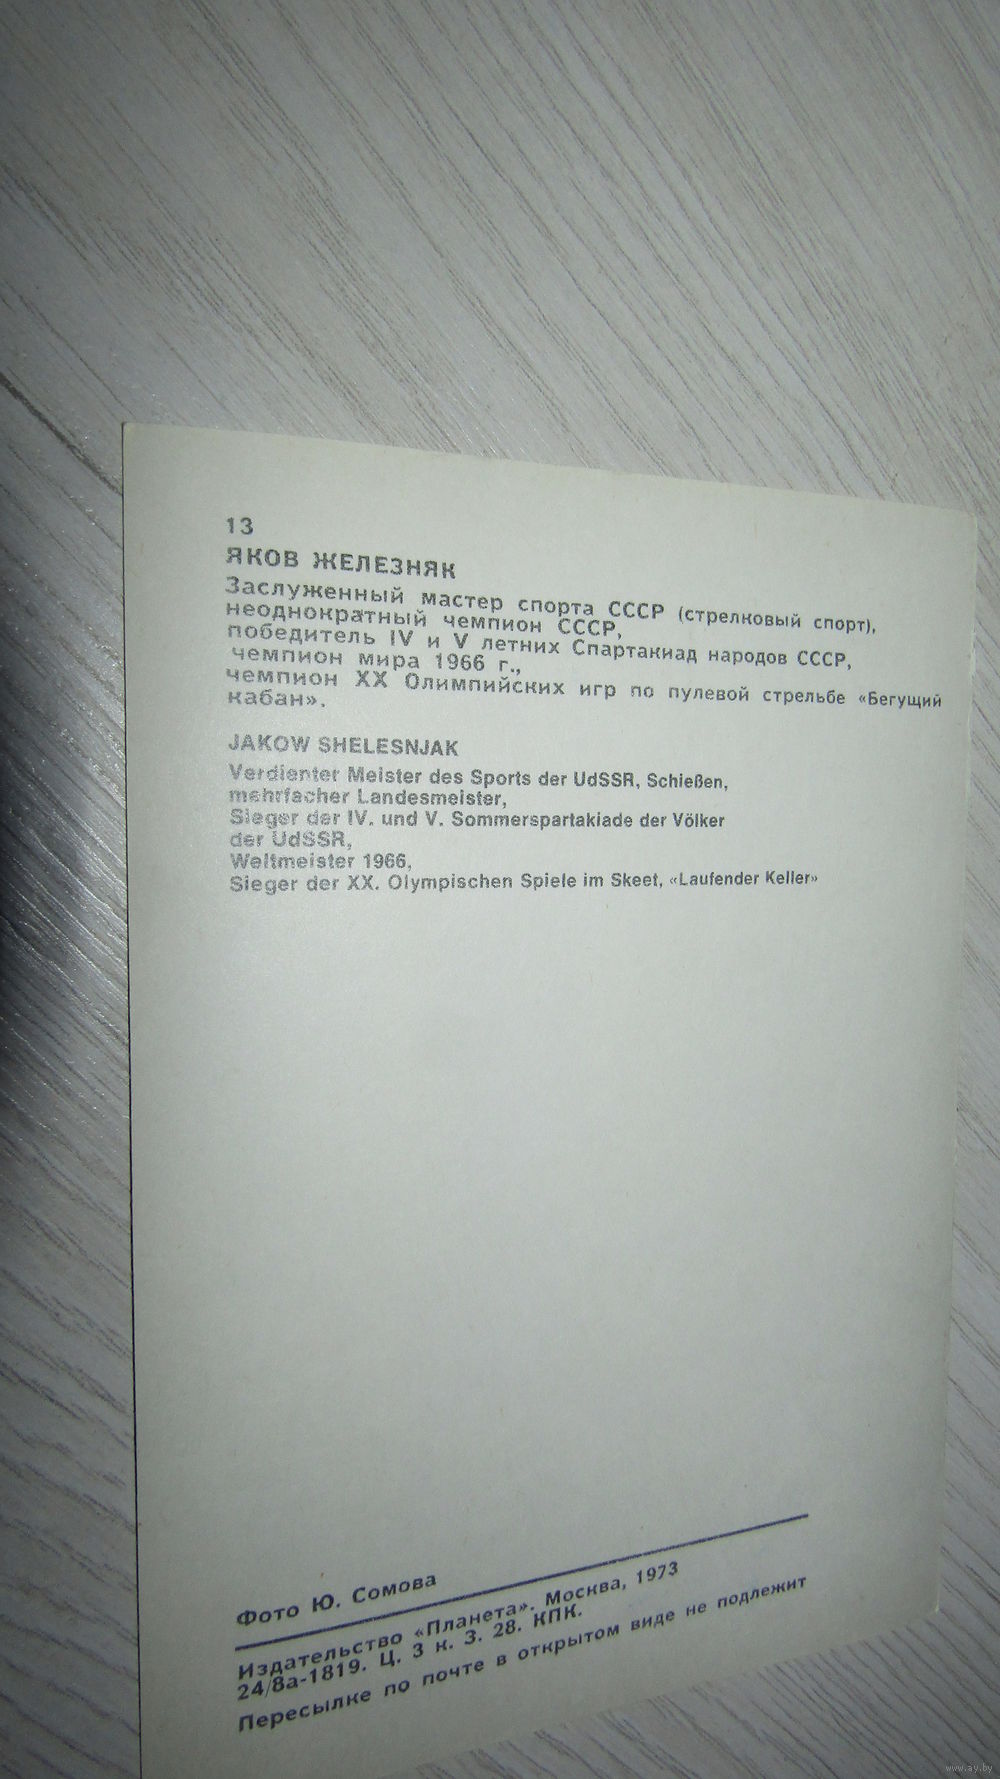 13
ЯКОВ ЖЕЛЕЗНЯК
Заслуженный мастер спорта СССР (стрелковый спорт),
неоднократный чемпион СССР,
победитель IV и V летних Спартакиад народов СССР,
чемпион мира 1966 г.,
чемпион XX Олимпийских игр по пулевой стрельбе «Бегущий
кабан».
JAKOW SHELESNJAK
Verdienter Meister des Sports der UdSSR, Schießen,
mehrfacher Landesmeister,
Sieger der IV. und V. Sommerspartakiade der Völker
der UdSSR,
Weltmeister 1966,
Sieger der XX. Olympischen Spiele im Skeet, «Laufender Keller»
Фото Ю. Сомова
Издательство «Планета». Москва, 1973
24/8а-1819. Ц. 3 к. З. 28. КПК.
Пересылке по почте в открытом виде не подлежит
www.ay.by